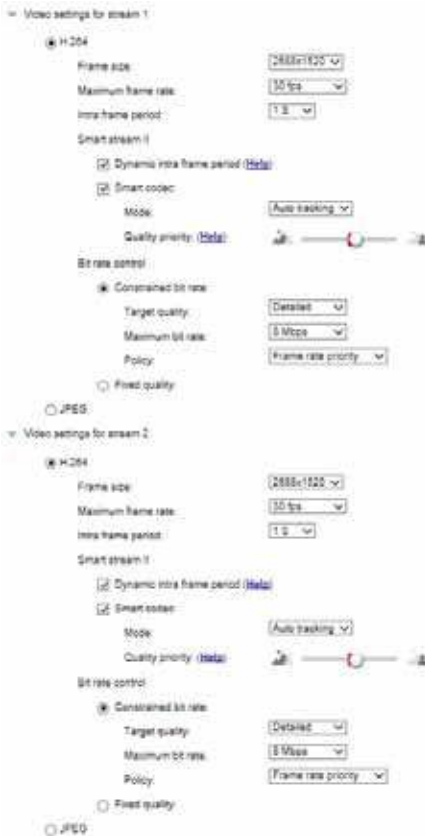 Video settings for stream 1
H.264
Frame size: 2688x1520
Maximum frame rate: 30 fps
Intra frame period: 1 S
Smart stream II
Dynamic intra frame period (Help)
Smart codec:
Mode: Auto tracking
Quality priority: (Help)
Bit rate control
Constrained bit rate:
Target quality: Detailed
Maximum bit rate: Mbps
Policy: Frame rate priority
Fixed quality
JPEG
Video settings for stream 2
H.264
Frame size: 2688x1520
Maximum frame rate: 30 fps
Intra frame period: 1 S
Smart stream II
Dynamic intra frame period (Help)
Smart codec:
Mode: Auto tracking
Quality priority: (Help)
Bit rate control
Constrained bit rate:
Target quality: Detailed
Maximum bit rate: Mbps
Policy: Frame rate priority
Fixed quality
JPEG